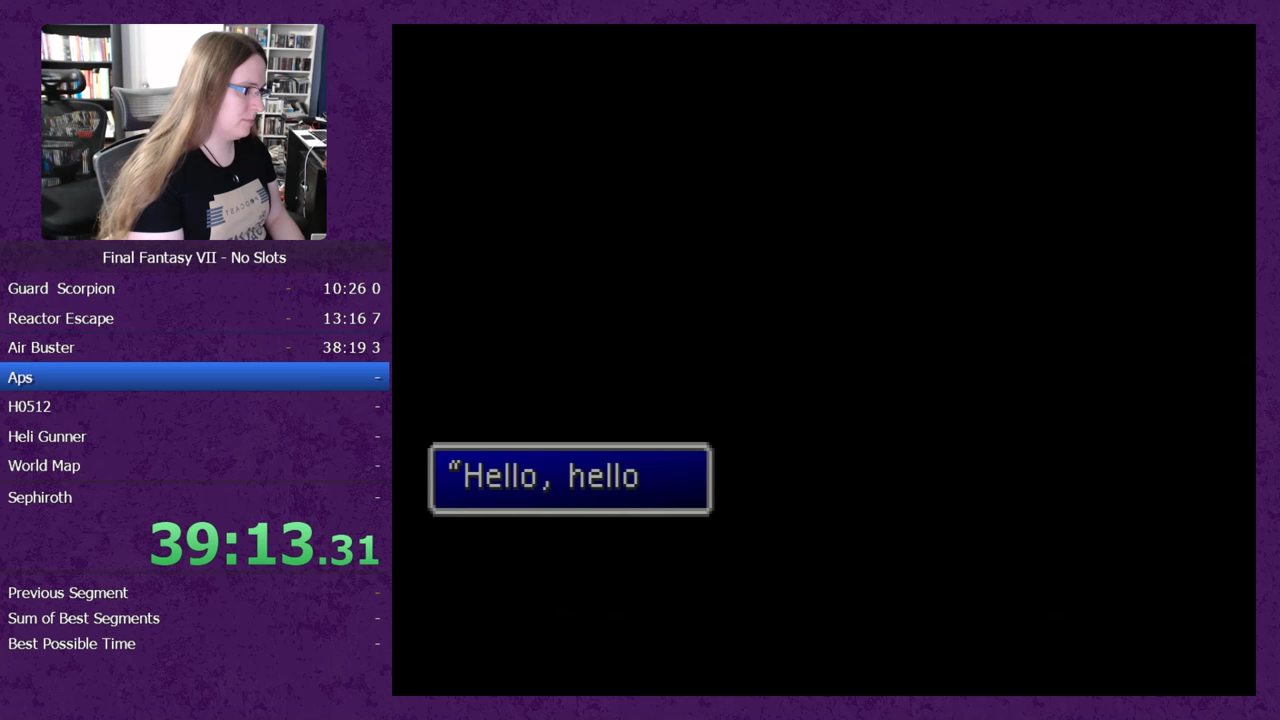 Final Fantasy VII - No Slots
Guard Scorpion - 10:26 0
Reactor Escape - 13:16 7
Air Buster - 38:19 3
Aps -
H0512 -
Heli Gunner -
World Map -
Sephiroth -
39:13.31
Previous Segment -
Sum of Best Segments -
Best Possible Time -
“Hello, hello